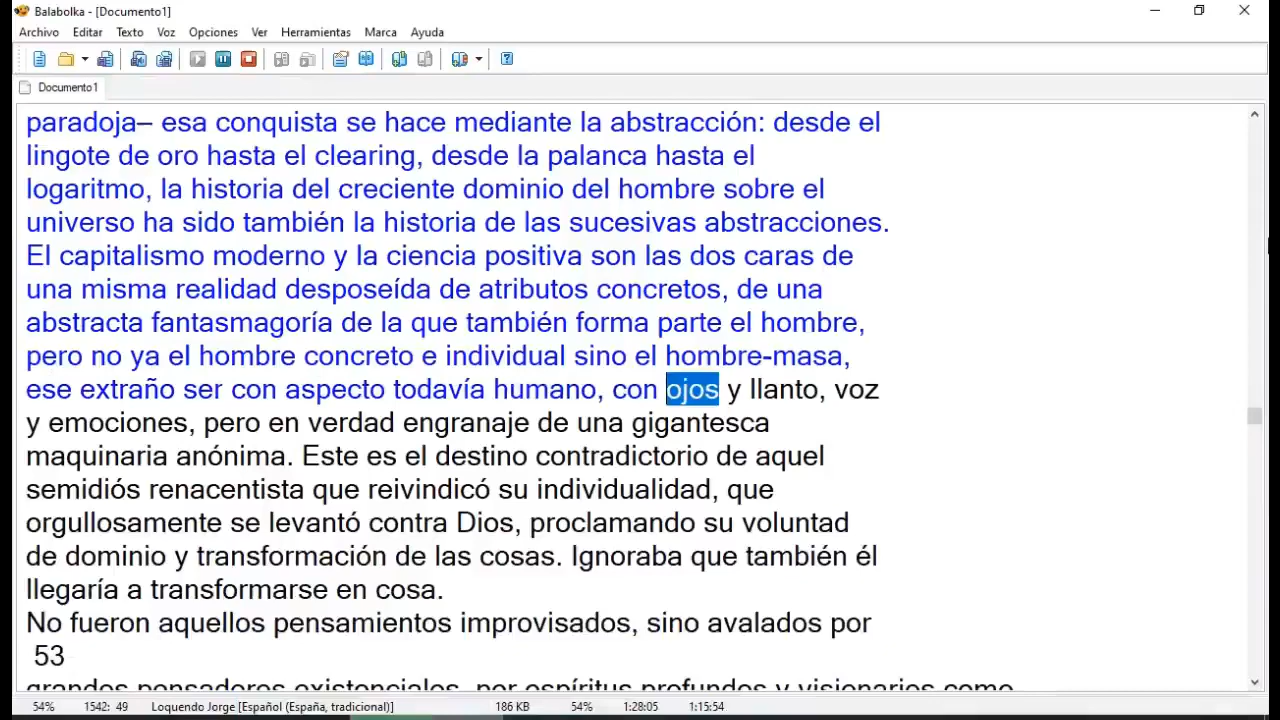 Balabolka - [Documento1]
Archivo Editar Texto Voz Opciones Ver Herramientas Marca Ayuda
Documento1
paradoja– esa conquista se hace mediante la abstracción: desde el
lingote de oro hasta el clearing, desde la palanca hasta el
logaritmo, la historia del creciente dominio del hombre sobre el
universo ha sido también la historia de las sucesivas abstracciones.
El capitalismo moderno y la ciencia positiva son las dos caras de
una misma realidad desposeída de atributos concretos, de una
abstracta fantasmagoría de la que también forma parte el hombre,
pero no ya el hombre concreto e individual sino el hombre-masa,
ese extraño ser con aspecto todavía humano, con ojos y llanto, voz
y emociones, pero en verdad engranaje de una gigantesca
maquinaria anónima. Este es el destino contradictorio de aquel
semidiós renacentista que reivindicó su individualidad, que
orgullosamente se levantó contra Dios, proclamando su voluntad
de dominio y transformación de las cosas. Ignoraba que también él
llegaría a transformarse en cosa.
No fueron aquellos pensamientos improvisados, sino avalados por
53
grandes pensadores existenciales, por espíritus profundos y visionarios como
54% 1542: 49 Loquendo Jorge [Español (España, tradicional)] 186 KB 54% 1:28:05 1:15:54